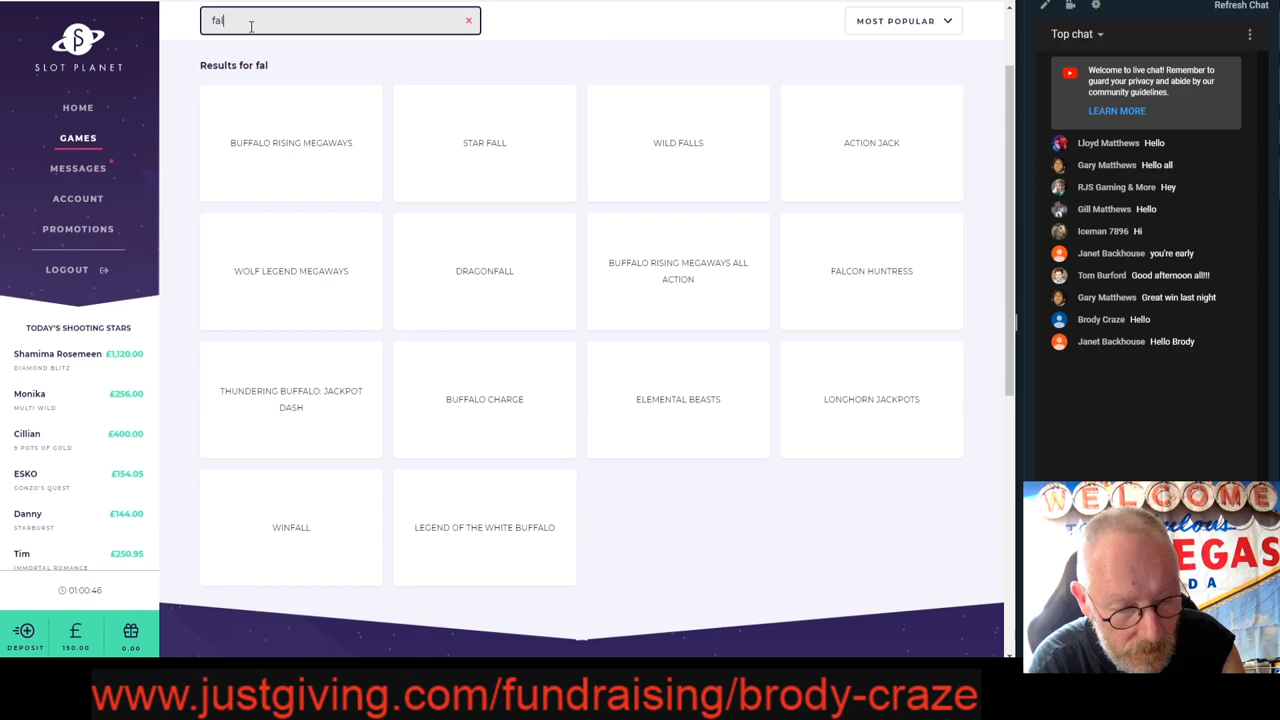 fal
×
MOST POPULAR
SLOT PLANET
HOME
GAMES
MESSAGES
ACCOUNT
PROMOTIONS
LOGOUT
TODAY'S SHOOTING STARS
Shamima Rosemeen £1,120.00
DIAMOND BLITZ
Monika £256.00
MULTI WILD
Cillian £400.00
9 POTS OF GOLD
ESKO £154.05
GONZO'S QUEST
Danny £144.00
STARBURST
Tim £250.95
IMMORTAL ROMANCE
01:00:46
£
DEPOSIT 150.00 0.00
Results for fal
BUFFALO RISING MEGAWAYS
STAR FALL
WILD FALLS
ACTION JACK
WOLF LEGEND MEGAWAYS
DRAGONFALL
BUFFALO RISING MEGAWAYS ALL
ACTION
FALCON HUNTRESS
THUNDERING BUFFALO: JACKPOT
DASH
BUFFALO CHARGE
ELEMENTAL BEASTS
LONGHORN JACKPOTS
WINFALL
LEGEND OF THE WHITE BUFFALO
Refresh Chat
Top chat
Welcome to live chat! Remember to
guard your privacy and abide by our
community guidelines.
LEARN MORE
Lloyd Matthews Hello
Gary Matthews Hello all
RJS Gaming & More Hey
Gill Matthews Hello
Iceman 7896 Hi
Janet Backhouse you're early
Tom Burford Good afternoon all!!!
Gary Matthews Great win last night
Brody Craze Hello
Janet Backhouse Hello Brody
WELCOME
www.justgiving.com/fundraising/brody-craze